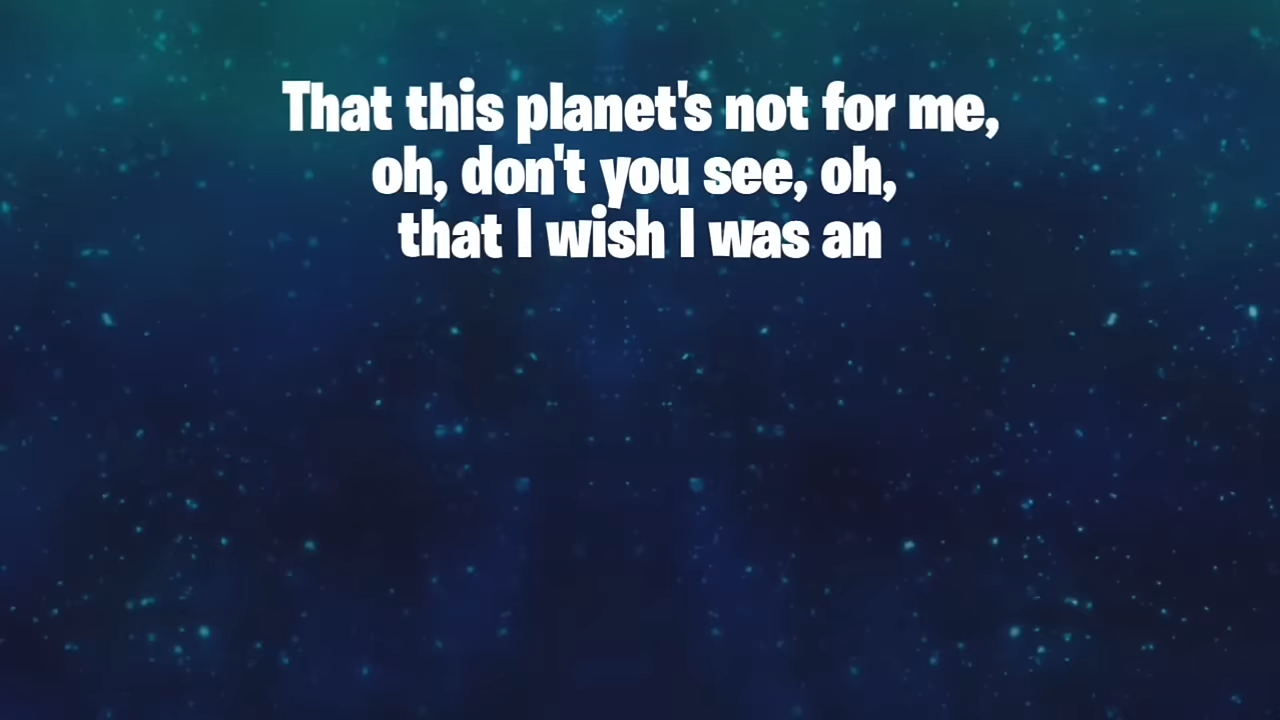 That this planet's not for me,
oh, don't you see, oh,
that I wish I was an